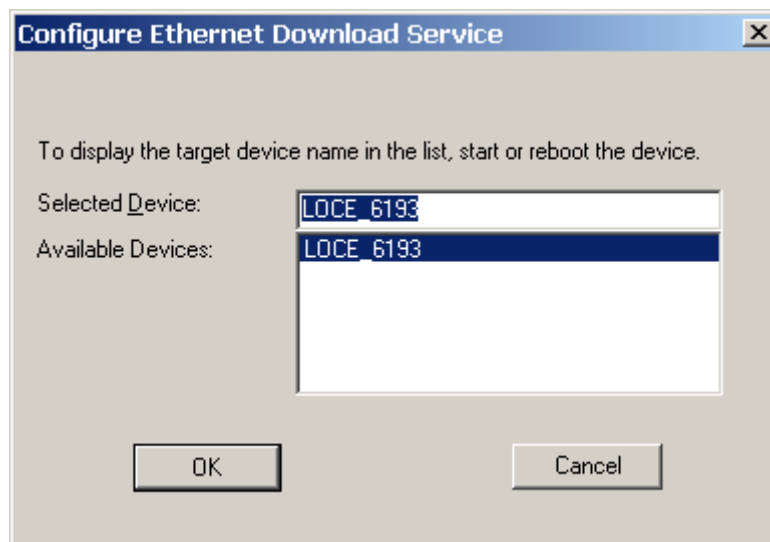 Configure Ethernet Download Service
To display the target device name in the list, start or reboot the device.
Selected Device:
LOCE_6193
Available Devices:
LOCE_6193
OK
Cancel